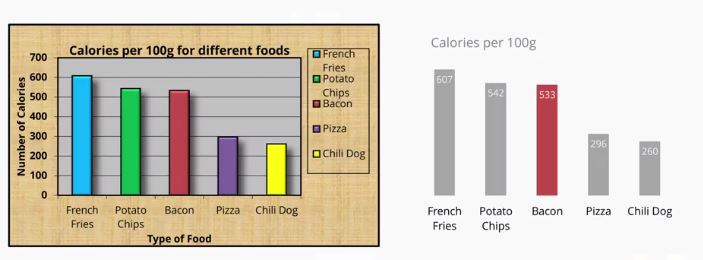 Calories per 100g for different foods
Number of Calories
700
600
500
400
300
200
100
0
French
Fries
Potato
Chips
Bacon
Pizza
Chili Dog
French
Fries
Potato
Chips
Bacon
Pizza
Chili Dog
Type of Food
Calories per 100g
607
542
533
296
260
French
Fries
Potato
Chips
Bacon
Pizza
Chili Dog